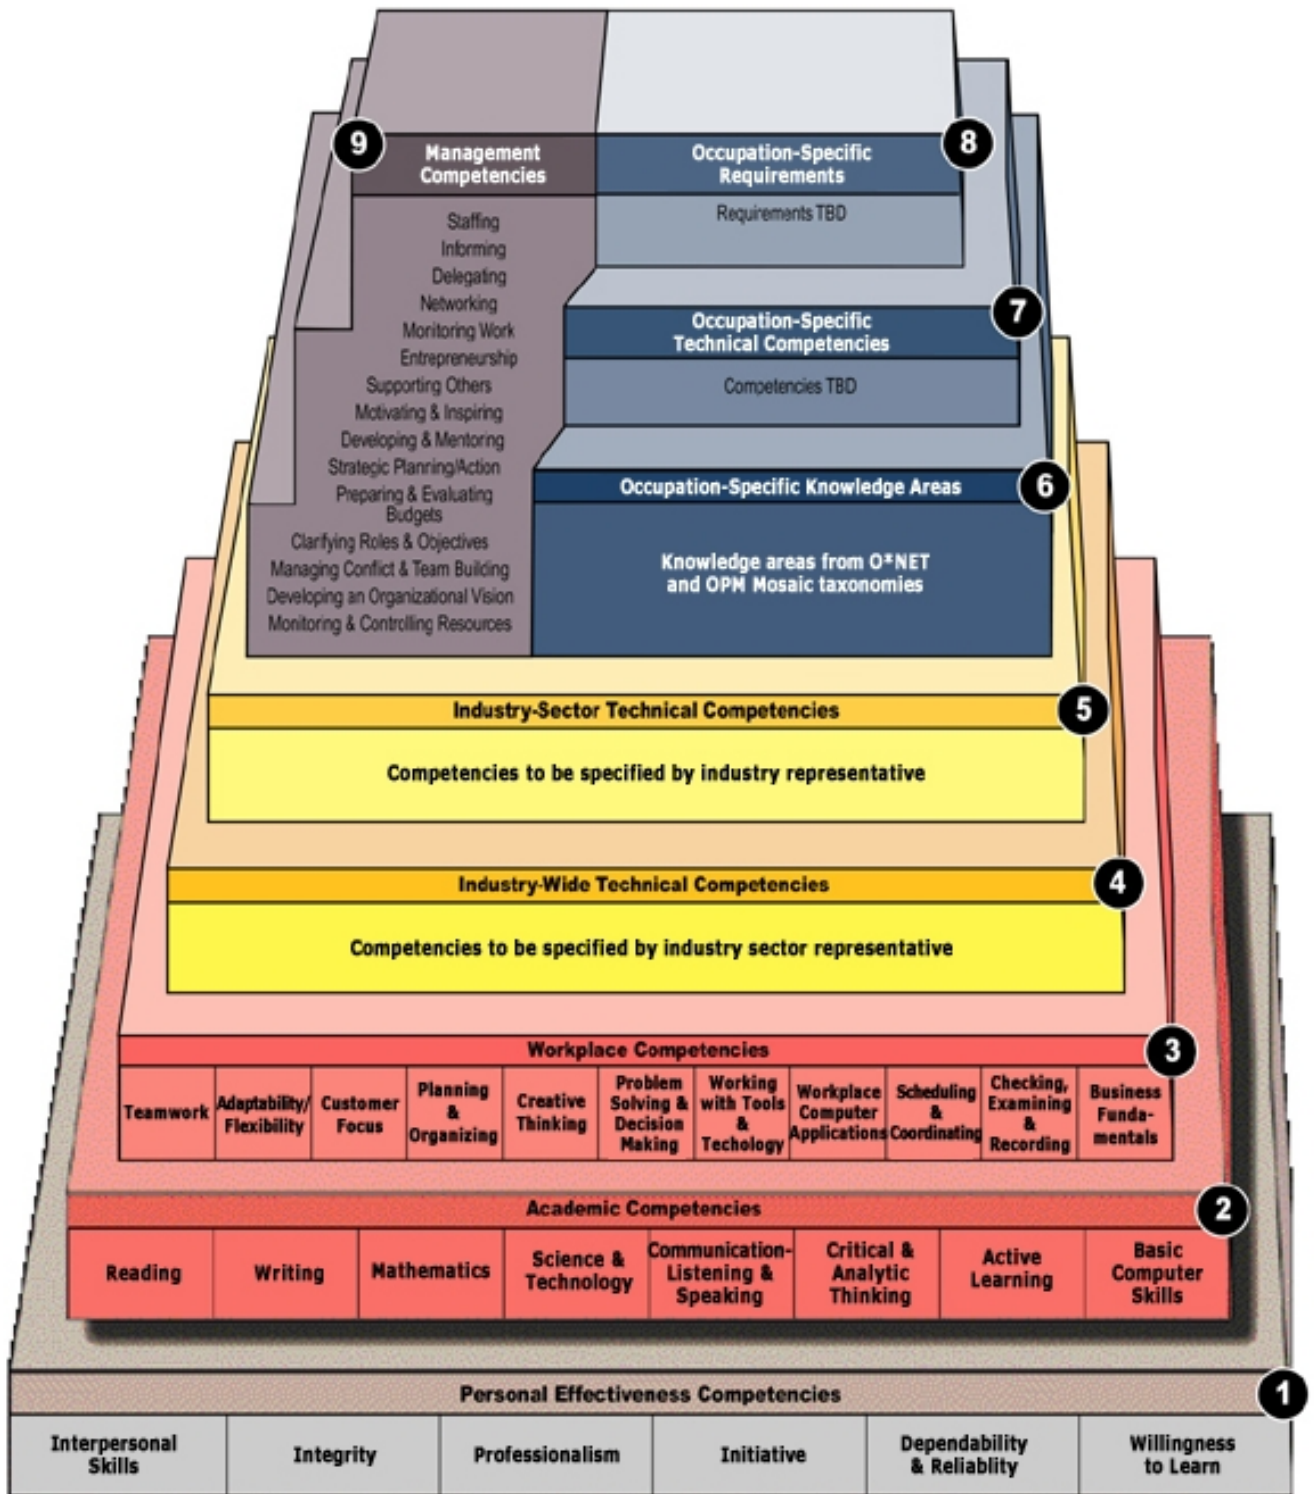 9
Management
Competencies
Staffing
Informing
Delegating
Networking
Monitoring Work
Entrepreneurship
Supporting Others
Motivating & Inspiring
Developing & Mentoring
Strategic Planning/Action
Preparing & Evaluating
Budgets
Clarifying Roles & Objectives
Managing Conflict & Team Building
Developing an Organizational Vision
Monitoring & Controlling Resources
8
Occupation-Specific
Requirements
Requirements TBD
7
Occupation-Specific
Technical Competencies
Competencies TBD
6
Occupation-Specific Knowledge Areas
Knowledge areas from O*NET
and OPM Mosaic taxonomies
5
Industry-Sector Technical Competencies
Competencies to be specified by industry representative
4
Industry-Wide Technical Competencies
Competencies to be specified by industry sector representative
3
Workplace Competencies
Teamwork
Adaptability/
Flexibility
Customer
Focus
Planning
&
Organizing
Creative
Thinking
Problem
Solving &
Decision
Making
Working
with Tools
&
Techology
Workplace
Computer
Applications
Scheduling
&
Coordinating
Checking,
Examining
&
Recording
Business
Funda-
mentals
2
Academic Competencies
Reading
Writing
Mathematics
Science &
Technology
Communication-
Listening &
Speaking
Critical &
Analytic
Thinking
Active
Learning
Basic
Computer
Skills
1
Personal Effectiveness Competencies
Interpersonal
Skills
Integrity
Professionalism
Initiative
Dependability
& Reliablity
Willingness
to Learn